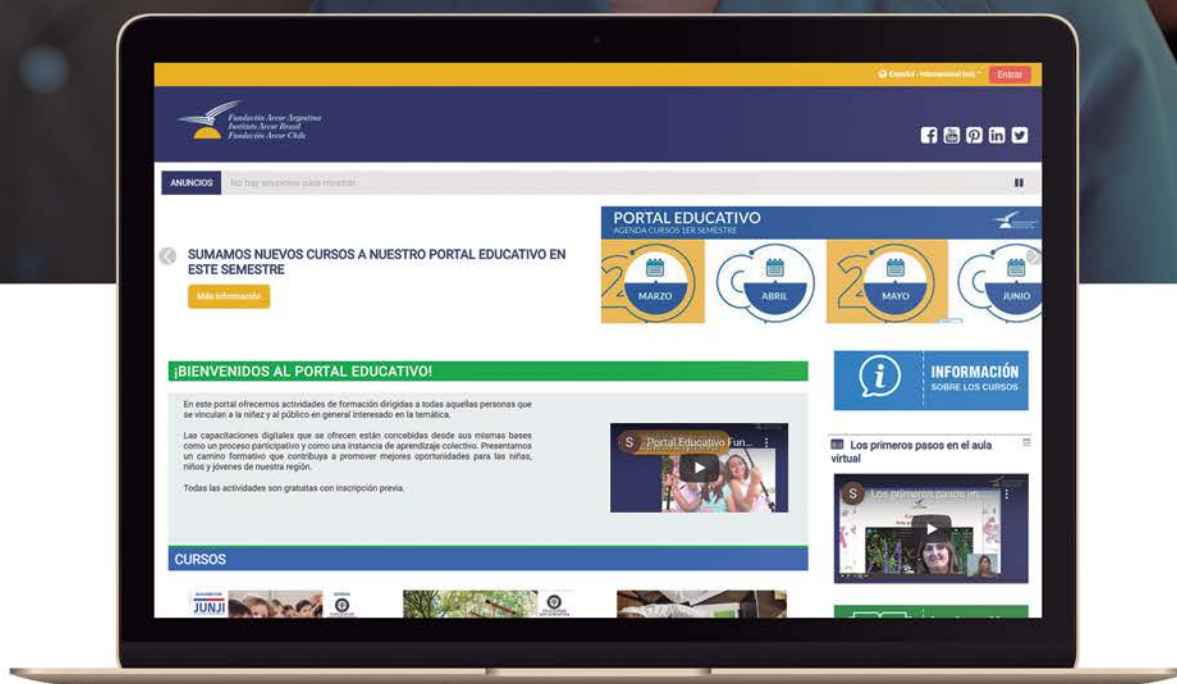 Español - Internacional (es)
Entrar
Fundación Arcor Argentina
Instituto Arcor Brasil
Fundación Arcor Chile
ANUNCIOS
No hay anuncios para mostrar
SUMAMOS NUEVOS CURSOS A NUESTRO PORTAL EDUCATIVO EN
ESTE SEMESTRE
Más información
PORTAL EDUCATIVO
AGENDA CURSOS 1ER SEMESTRE
MARZO
ABRIL
MAYO
JUNIO
¡BIENVENIDOS AL PORTAL EDUCATIVO!
En este portal ofrecemos actividades de formación dirigidas a todas aquellas personas que
se vinculan a la niñez y al público en general interesado en la temática.
Las capacitaciones digitales que se ofrecen están concebidas desde sus mismas bases
como un proceso participativo y como una instancia de aprendizaje colectivo. Presentamos
un camino formativo que contribuya a promover mejores oportunidades para las niñas,
niños y jóvenes de nuestra región.
Todas las actividades son gratuitas con inscripción previa.
S Portal Educativo Fun...
INFORMACIÓN
SOBRE LOS CURSOS
Los primeros pasos en el aula
virtual
S Los primeros pasos en...
CURSOS
JUNJI